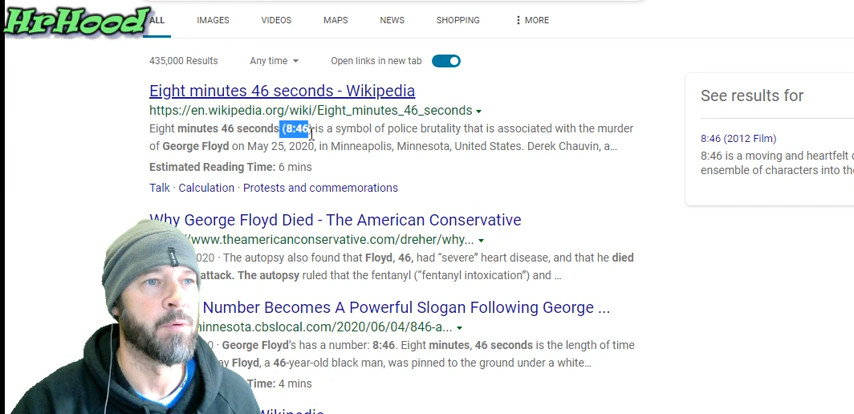 HrHood
ALL IMAGES VIDEOS MAPS NEWS SHOPPING MORE
435,000 Results Any time Open links in new tab
Eight minutes 46 seconds - Wikipedia
https://en.wikipedia.org/wiki/Eight_minutes_46_seconds
Eight minutes 46 seconds (8:46) is a symbol of police brutality that is associated with the murder
of George Floyd on May 25, 2020, in Minneapolis, Minnesota, United States. Derek Chauvin, a…
Estimated Reading Time: 6 mins
Talk · Calculation · Protests and commemorations
Why George Floyd Died - The American Conservative
//www.theamericanconservative.com/dreher/why...
2020 · The autopsy also found that Floyd, 46, had “severe” heart disease, and that he died
attack. The autopsy ruled that the fentanyl (“fentanyl intoxication”) and …
Number Becomes A Powerful Slogan Following George ...
minnesota.cbslocal.com/2020/06/04/846-a...
George Floyd’s has a number: 8:46. Eight minutes, 46 seconds is the length of time
Floyd, a 46-year-old black man, was pinned to the ground under a white…
Time: 4 mins
Wikipedia
See results for
8:46 (2012 Film)
8:46 is a moving and heartfelt
ensemble of characters into the